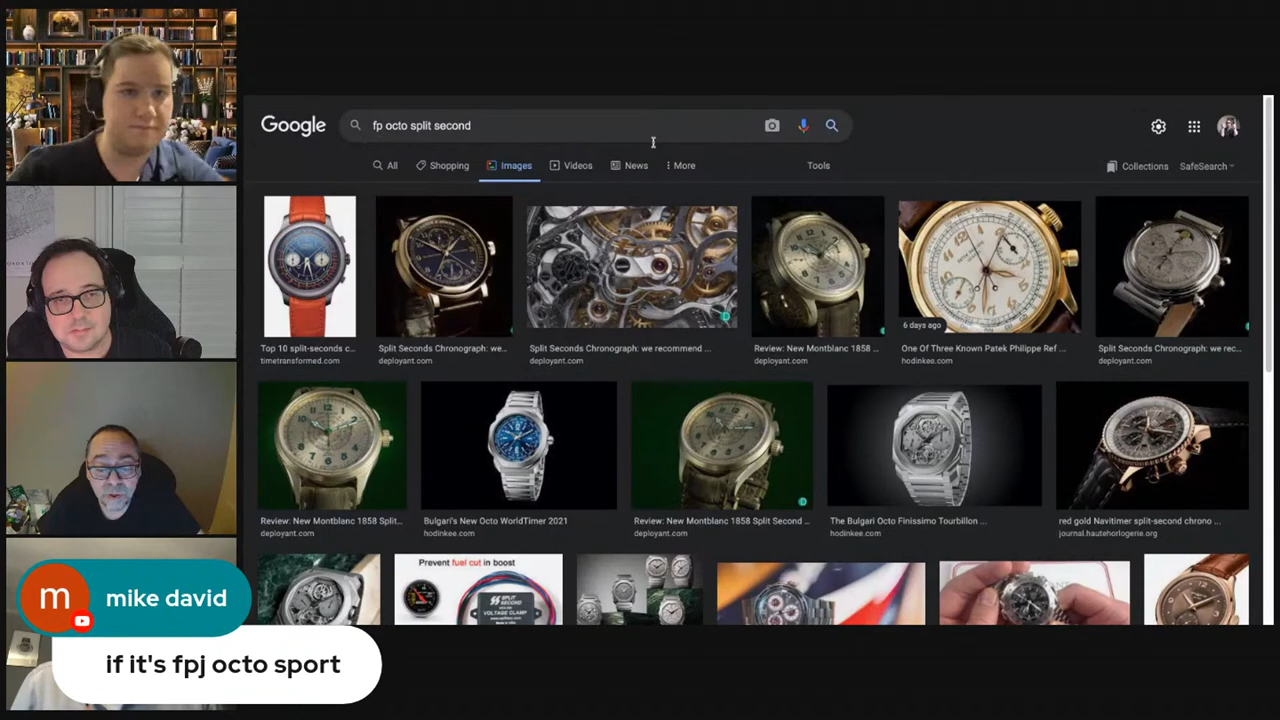 Google
fp octo split second
All
Shopping
Images
Videos
News
More
Tools
Collections
SafeSearch
6 days ago
Top 10 split-seconds c...
timetransformed.com
Split Seconds Chronograph: we...
deployant.com
Split Seconds Chronograph: we recommend ...
deployant.com
Review: New Montblanc 1858 ...
deployant.com
One Of Three Known Patek Philippe Ref ...
hodinkee.com
Split Seconds Chronograph: we rec...
deployant.com
Review: New Montblanc 1858 Split...
deployant.com
Bulgari's New Octo WorldTimer 2021
hodinkee.com
Review: New Montblanc 1858 Split Second ...
deployant.com
The Bulgari Octo Finissimo Tourbillon ...
hodinkee.com
red gold Navitimer split-second chrono ...
journal.hautehorlogerie.org
Prevent fuel cut in boost
SPLIT
SECOND
VOLTAGE CLAMP
m
mike david
if it's fpj octo sport